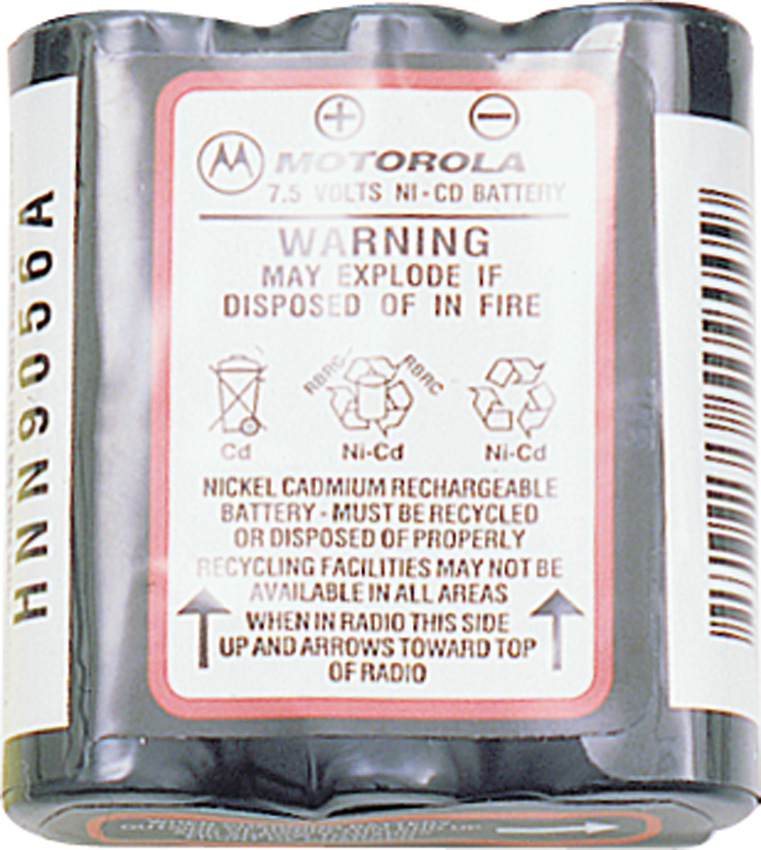 + −
MOTOROLA
7.5 VOLTS NI-CD BATTERY
WARNING
MAY EXPLODE IF
DISPOSED OF IN FIRE
RBRC RBRC
Cd Ni-Cd Ni-Cd
NICKEL CADMIUM RECHARGEABLE
BATTERY - MUST BE RECYCLED
OR DISPOSED OF PROPERLY
RECYCLING FACILITIES MAY NOT BE
AVAILABLE IN ALL AREAS
WHEN IN RADIO THIS SIDE
UP AND ARROWS TOWARD TOP
OF RADIO
HNN9056A